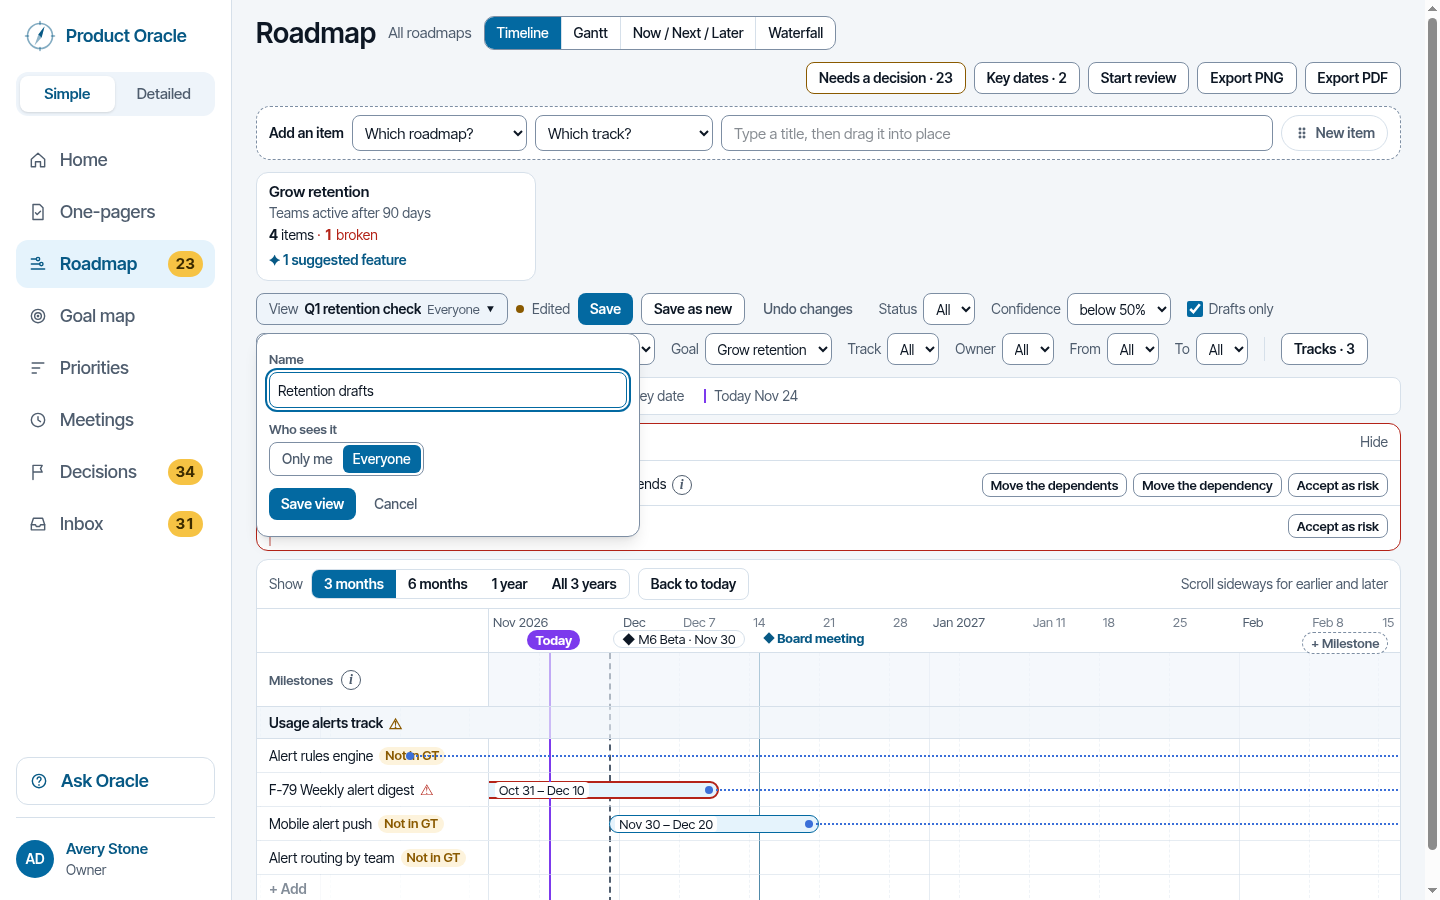 Product Oracle
Simple
Detailed
Home
One-pagers
Roadmap 23
Goal map
Priorities
Meetings
Decisions 34
Inbox 31
Ask Oracle
AD
Avery Stone
Owner
Roadmap All roadmaps Timeline Gantt Now / Next / Later Waterfall
Needs a decision · 23 Key dates · 2 Start review Export PNG Export PDF
Add an item Which roadmap? Which track? Type a title, then drag it into place New item
Grow retention
Teams active after 90 days
4 items · 1 broken
1 suggested feature
View Q1 retention check Everyone Edited Save Save as new Undo changes Status All Confidence below 50% Drafts only
Goal Grow retention Track All Owner All From All To All Tracks · 3
Name
Retention drafts
Who sees it
Only me Everyone
Save view Cancel
ey date Today Nov 24
Hide
ends i Move the dependents Move the dependency Accept as risk
Accept as risk
Show 3 months 6 months 1 year All 3 years Back to today Scroll sideways for earlier and later
Nov 2026 Dec Dec 7 14 21 28 Jan 2027 Jan 11 18 25 Feb Feb 8 15
Today M6 Beta · Nov 30 Board meeting + Milestone
Milestones i
Usage alerts track
Alert rules engine Not in GT
F-79 Weekly alert digest Oct 31 – Dec 10
Mobile alert push Not in GT Nov 30 – Dec 20
Alert routing by team Not in GT
+ Add